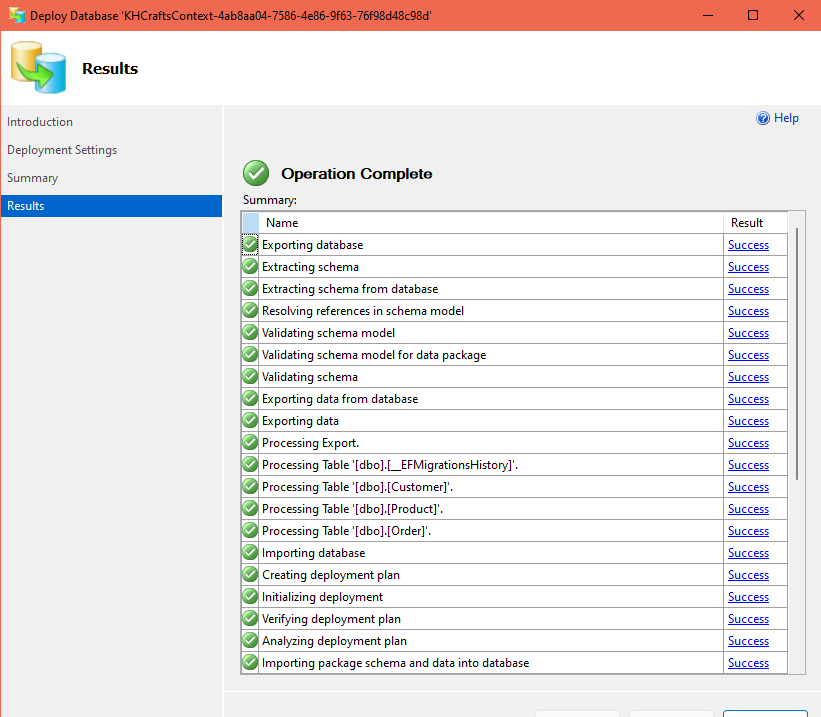 Deploy Database 'KHCraftsContext-4ab8aa04-7586-4e86-9f63-76f98d48c98d'
Results
Introduction
Deployment Settings
Summary
Results
Help
Operation Complete
Summary:
Name Result
Exporting database Success
Extracting schema Success
Extracting schema from database Success
Resolving references in schema model Success
Validating schema model Success
Validating schema model for data package Success
Validating schema Success
Exporting data from database Success
Exporting data Success
Processing Export. Success
Processing Table '[dbo].[__EFMigrationsHistory]'. Success
Processing Table '[dbo].[Customer]'. Success
Processing Table '[dbo].[Product]'. Success
Processing Table '[dbo].[Order]'. Success
Importing database Success
Creating deployment plan Success
Initializing deployment Success
Verifying deployment plan Success
Analyzing deployment plan Success
Importing package schema and data into database Success